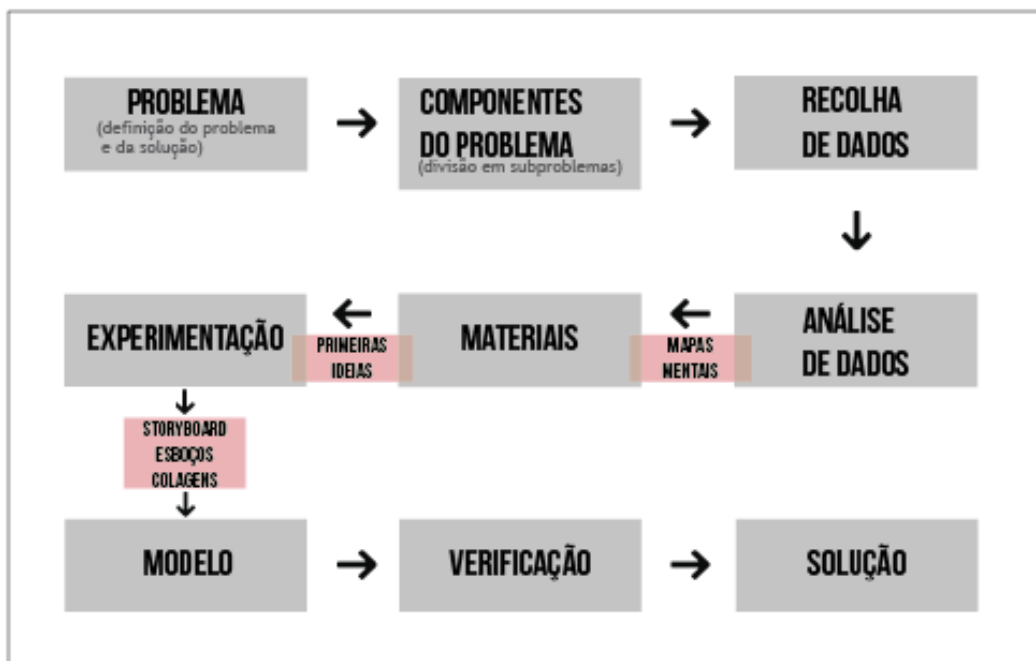 PROBLEMA
(definição do problema
e da solução)
COMPONENTES
DO PROBLEMA
(divisão em subproblemas)
RECOLHA
DE DADOS
ANÁLISE
DE DADOS
MAPAS
MENTAIS
MATERIAIS
PRIMEIRAS
IDEIAS
EXPERIMENTAÇÃO
STORYBOARD
ESBOÇOS
COLAGENS
MODELO
VERIFICAÇÃO
SOLUÇÃO